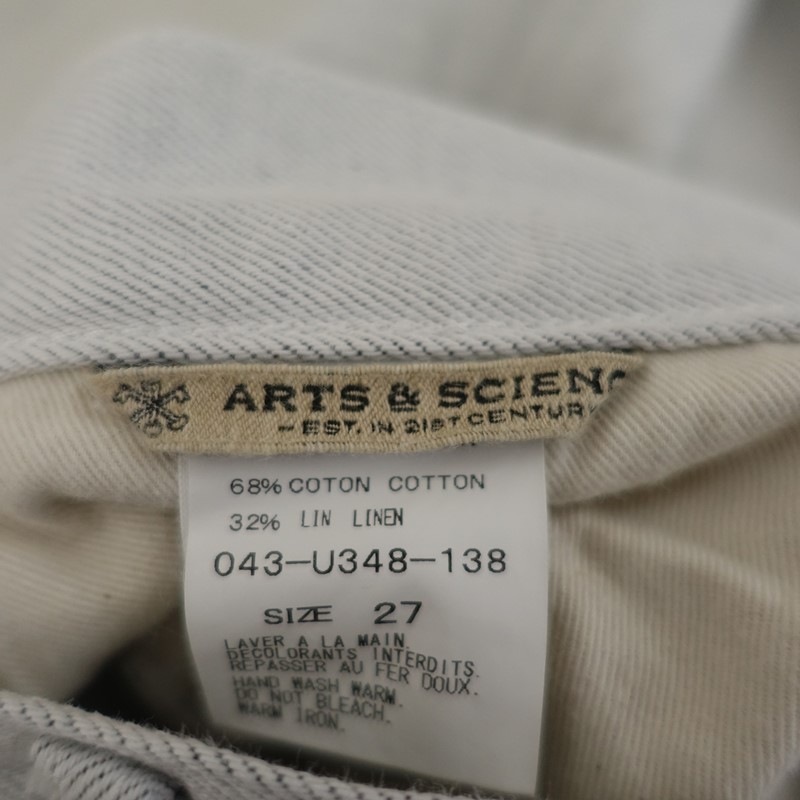 ARTS & SCIENC
-EST. IN 21ST CENTURY
68% COTON COTTON
32% LIN LINEN
043-U348-138
SIZE 27
LAVER A LA MAIN.
DECOLORANTS INTERDITS.
REPASSER AU FER DOUX.
HAND WASH WARM.
DO NOT BLEACH.
WARM IRON.